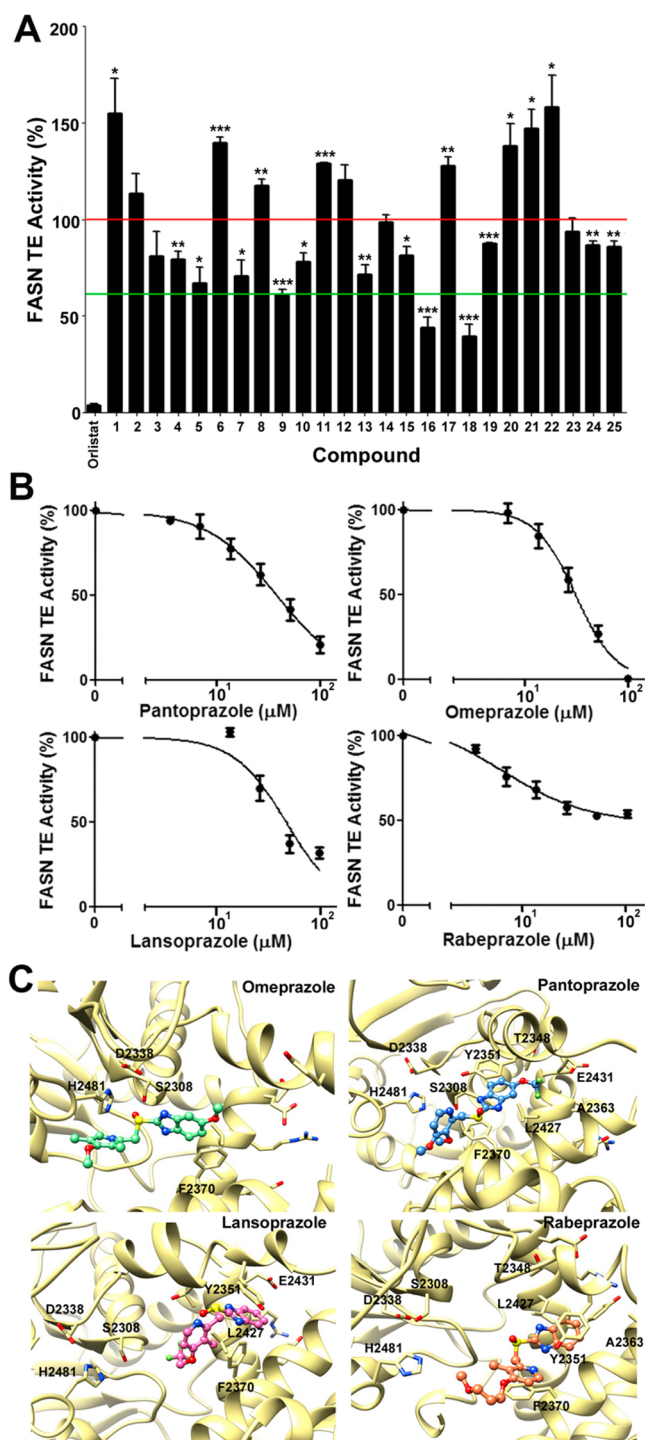 A
200
150
100
50
0
FASN TE Activity (%)
* *** ** * *** * *** * ** *** ** * *** *** ** *** * * * ** **
Orlistat 1 2 3 4 5 6 7 8 9 10 11 12 13 14 15 16 17 18 19 20 21 22 23 24 25
Compound
B
FASN TE Activity (%)
100
50
0
0 10¹ 10²
Pantoprazole (μM)
FASN TE Activity (%)
100
50
0
0 10¹ 10²
Omeprazole (μM)
FASN TE Activity (%)
100
50
0
0 10¹ 10²
Lansoprazole (μM)
FASN TE Activity (%)
100
50
0
0 10¹ 10²
Rabeprazole (μM)
C
Omeprazole
D2338
H2481
S2308
F2370
Pantoprazole
T2348
D2338
Y2351
E2431
H2481
S2308
A2363
L2427
F2370
Lansoprazole
Y2351
E2431
D2338
S2308
L2427
H2481
F2370
Rabeprazole
T2348
S2308
L2427
D2338
A2363
H2481
Y2351
F2370